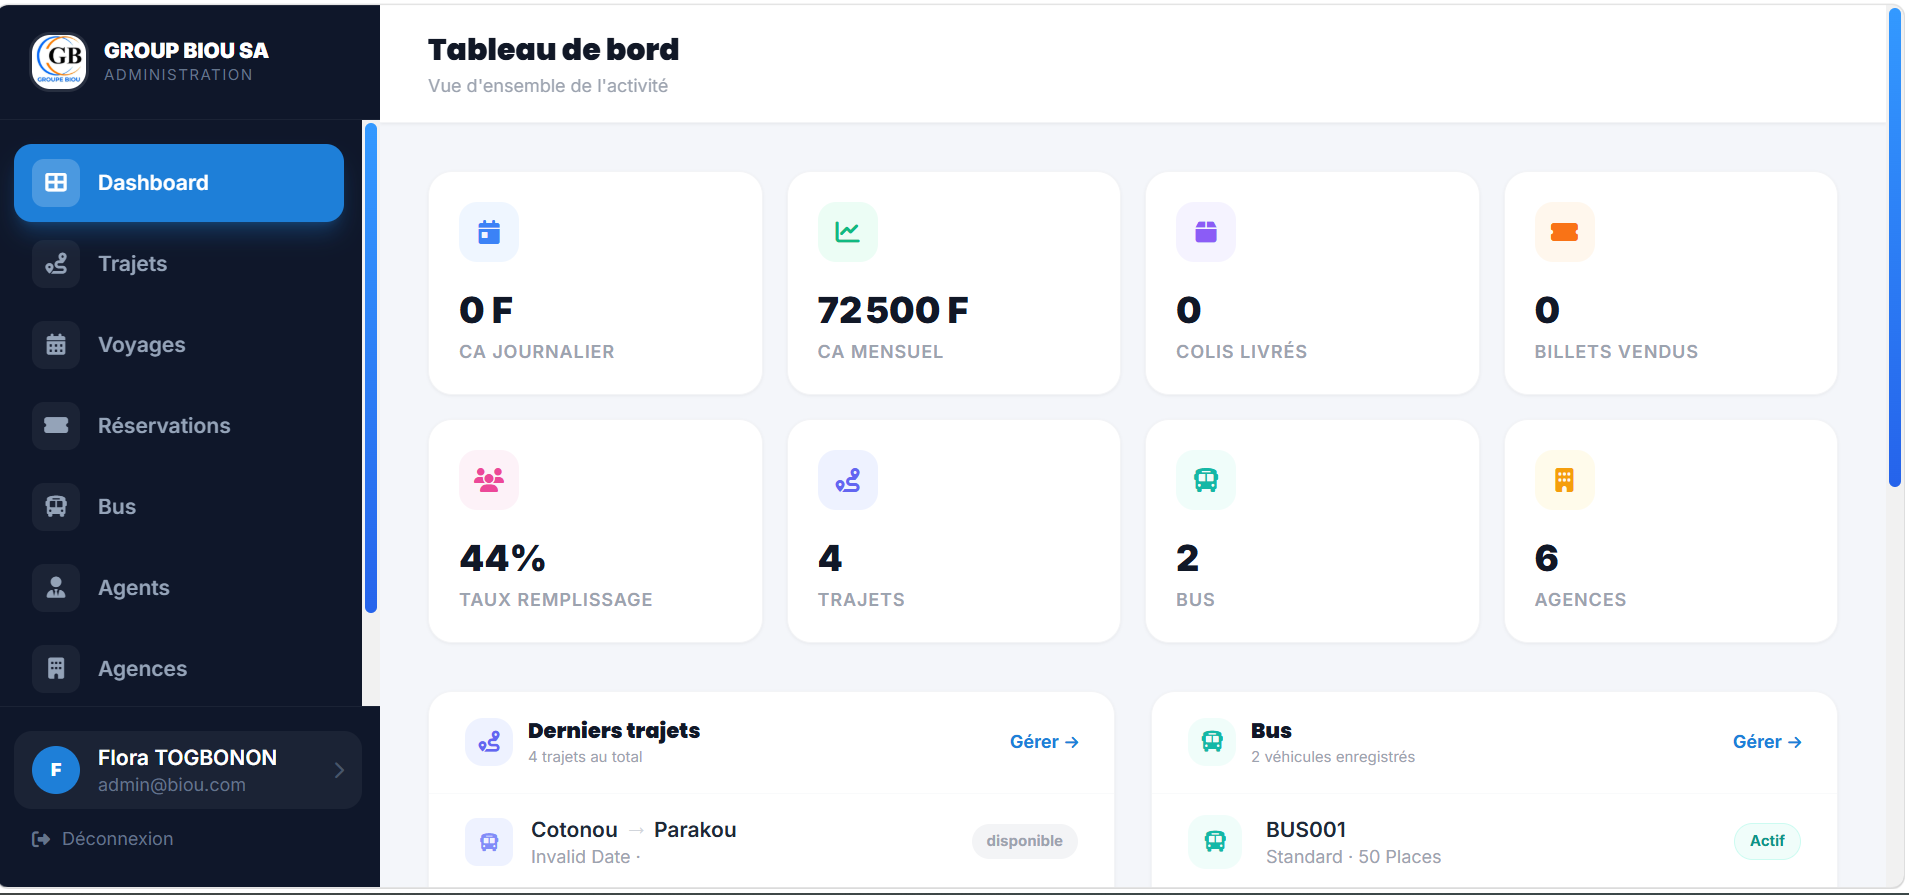 GB
GROUPE BIOU
GROUP BIOU SA
ADMINISTRATION
Dashboard
Trajets
Voyages
Réservations
Bus
Agents
Agences
F
Flora TOGBONON
admin@biou.com
Déconnexion
Tableau de bord
Vue d'ensemble de l'activité
0 F
CA JOURNALIER
72 500 F
CA MENSUEL
0
COLIS LIVRÉS
0
BILLETS VENDUS
44%
TAUX REMPLISSAGE
4
TRAJETS
2
BUS
6
AGENCES
Derniers trajets
4 trajets au total
Gérer →
Cotonou → Parakou
Invalid Date ·
disponible
Bus
2 véhicules enregistrés
Gérer →
BUS001
Standard · 50 Places
Actif